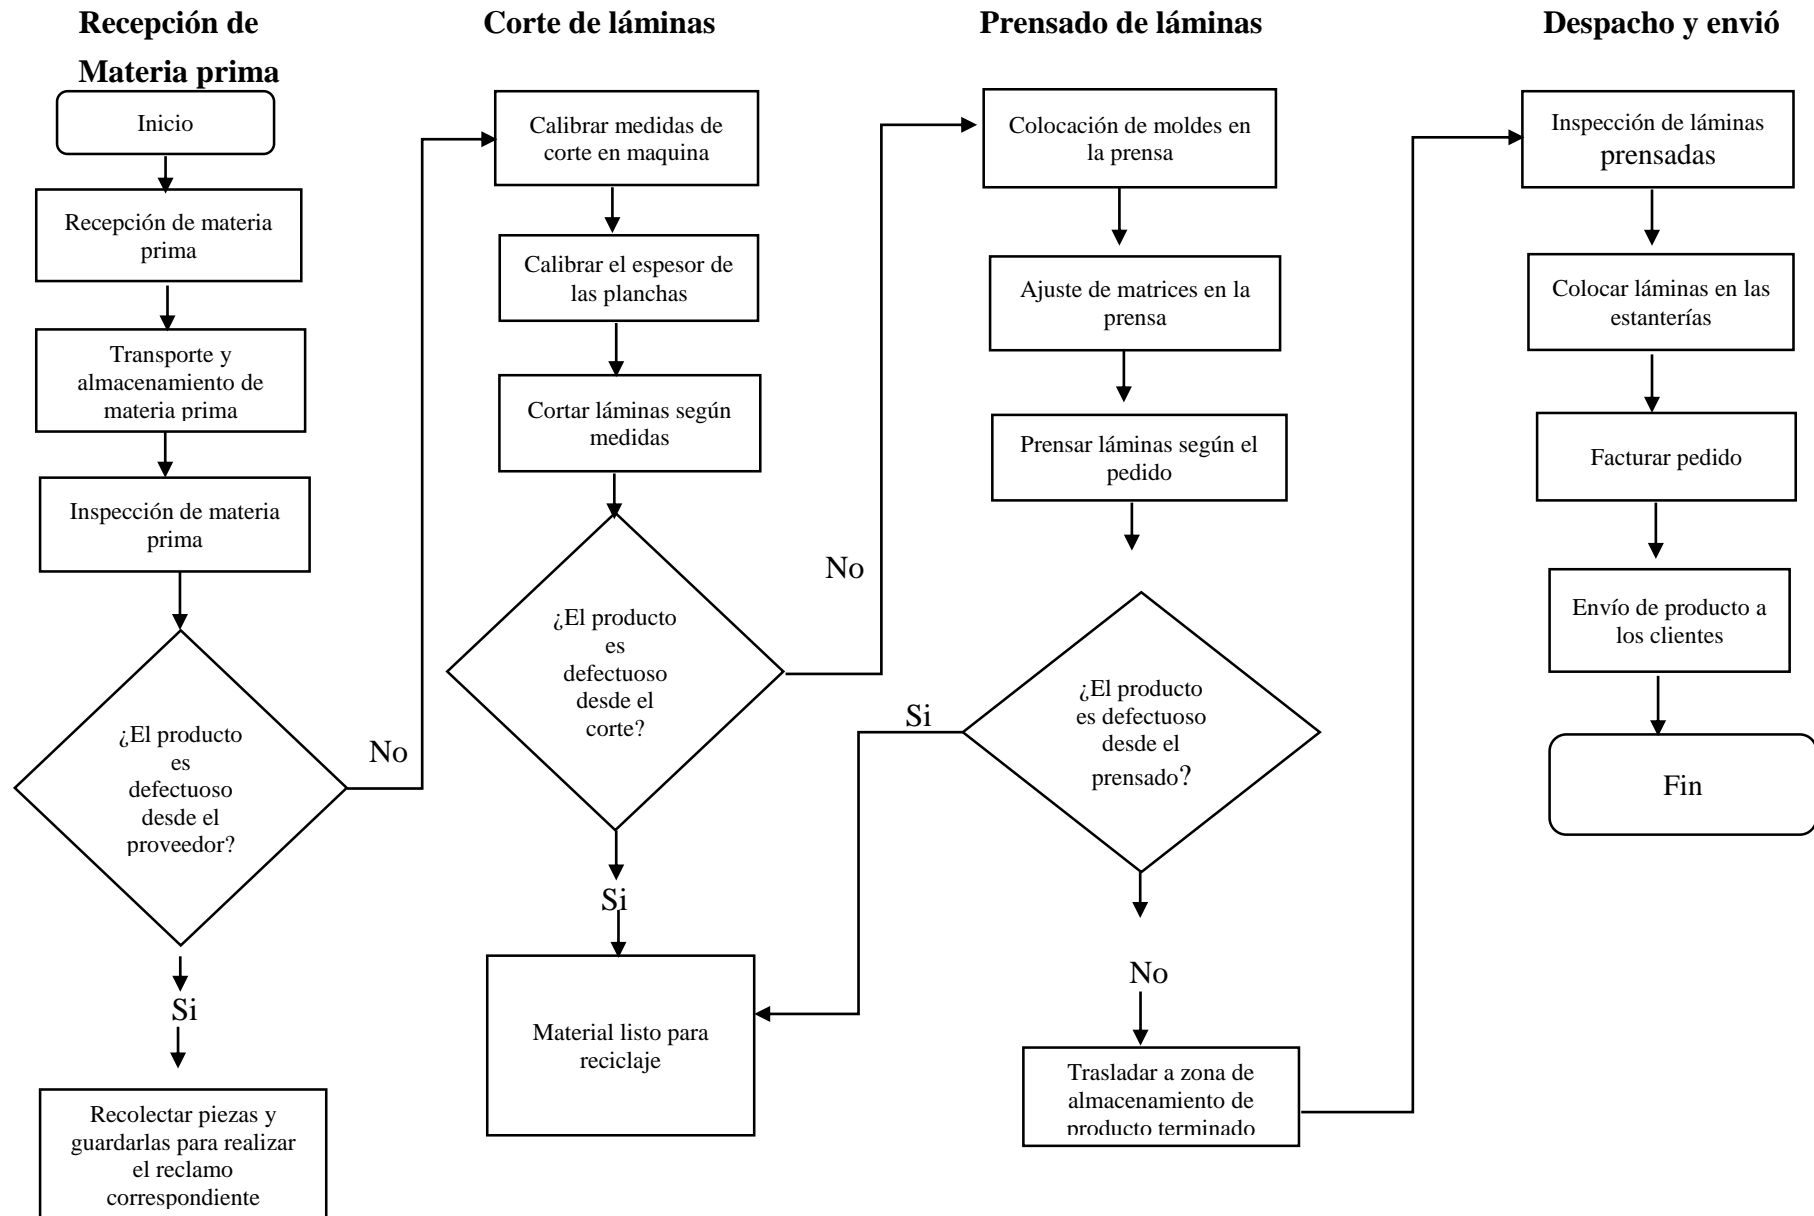 Recepción de
Materia prima
Inicio
Recepción de materia
prima
Transporte y
almacenamiento de
materia prima
Inspección de materia
prima
¿El producto
es
defectuoso
desde el
proveedor?
No
Si
Recolectar piezas y
guardarlas para realizar
el reclamo
correspondiente
Corte de láminas
Calibrar medidas de
corte en maquina
Calibrar el espesor de
las planchas
Cortar láminas según
medidas
¿El producto
es
defectuoso
desde el
corte?
No
Si
Material listo para
reciclaje
Prensado de láminas
Colocación de moldes en
la prensa
Ajuste de matrices en la
prensa
Prensar láminas según el
pedido
¿El producto
es defectuoso
desde el
prensado?
Si
No
Trasladar a zona de
almacenamiento de
producto terminado
Despacho y envió
Inspección de láminas
prensadas
Colocar láminas en las
estanterías
Facturar pedido
Envío de producto a
los clientes
Fin